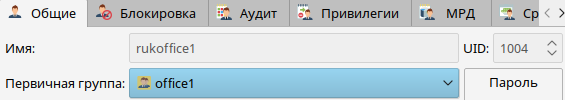 Общие Блокировка Аудит Привилегии МРД Ср
Имя: rukoffice1 UID: 1004
Первичная группа: office1 Пароль